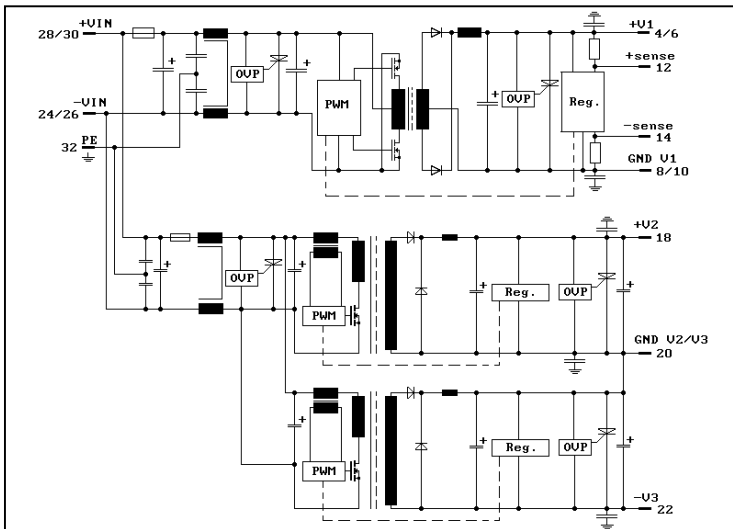 +VIN
28/30
-VIN
24/26
PE
32
+
OVP
+
PWM
+
OVP
Reg.
+V1
4/6
+sense
12
-sense
14
GND V1
8/10
+
OVP
+
PWM
+
Reg.
OVP
+
+V2
18
GND V2/V3
20
+
PWM
+
Reg.
OVP
+
-V3
22